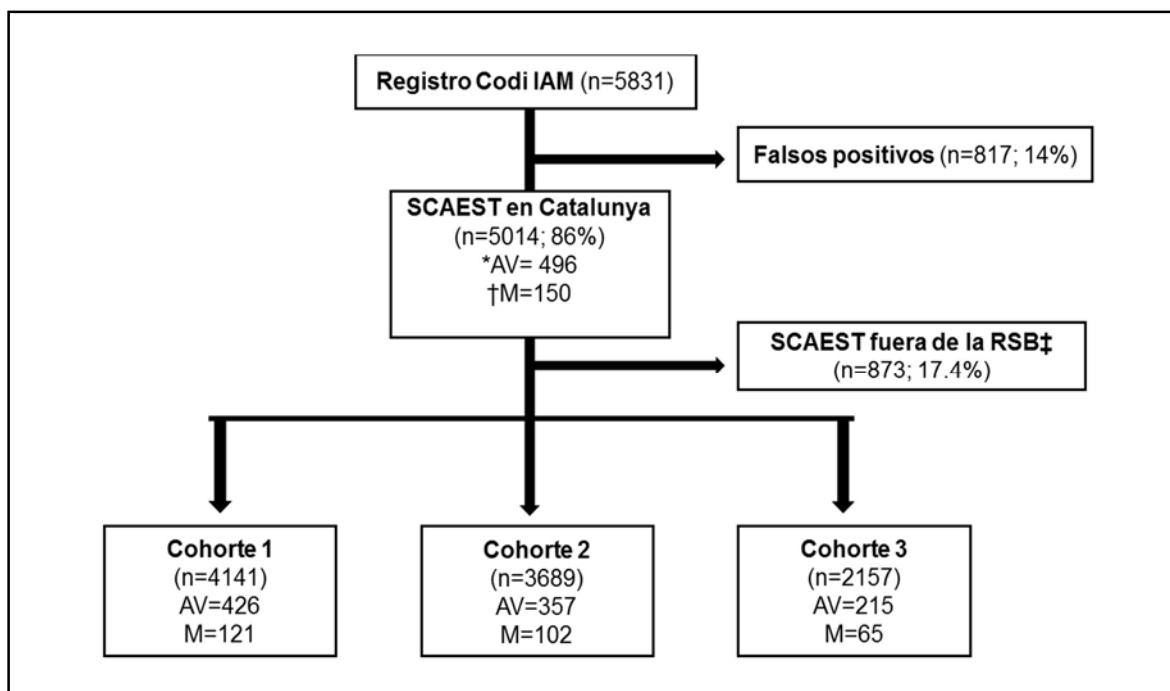 Registro Codi IAM (n=5831)
Falsos positivos (n=817; 14%)
SCAEST en Catalunya
(n=5014; 86%)
*AV= 496
†M=150
SCAEST fuera de la RSB‡
(n=873; 17.4%)
Cohorte 1
(n=4141)
AV=426
M=121
Cohorte 2
(n=3689)
AV=357
M=102
Cohorte 3
(n=2157)
AV=215
M=65